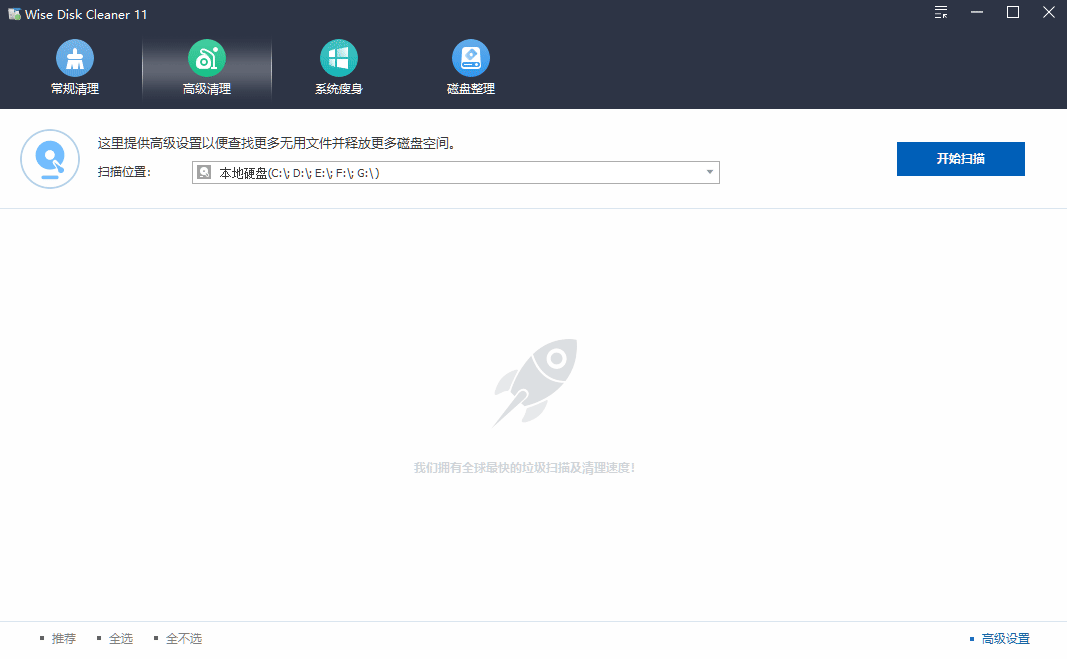 Wise Disk Cleaner 11
常规清理
高级清理
系统瘦身
磁盘整理
这里提供高级设置以便查找更多无用文件并释放更多磁盘空间。
扫描位置:
本地硬盘(C:\; D:\; E:\; F:\; G:\)
开始扫描
我们拥有全球最快的垃圾扫描及清理速度!
推荐
全选
全不选
高级设置